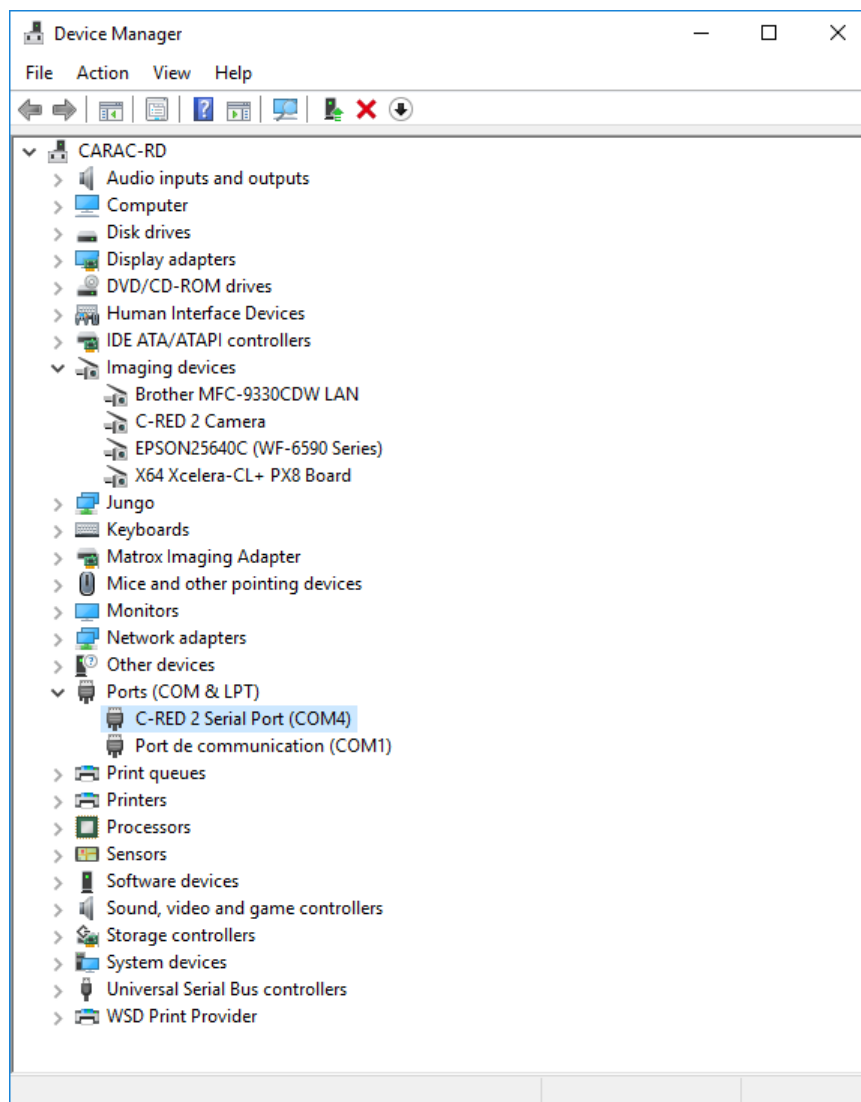 Device Manager
File Action View Help
CARAC-RD
Audio inputs and outputs
Computer
Disk drives
Display adapters
DVD/CD-ROM drives
Human Interface Devices
IDE ATA/ATAPI controllers
Imaging devices
Brother MFC-9330CDW LAN
C-RED 2 Camera
EPSON25640C (WF-6590 Series)
X64 Xcelera-CL+ PX8 Board
Jungo
Keyboards
Matrox Imaging Adapter
Mice and other pointing devices
Monitors
Network adapters
Other devices
Ports (COM & LPT)
C-RED 2 Serial Port (COM4)
Port de communication (COM1)
Print queues
Printers
Processors
Sensors
Software devices
Sound, video and game controllers
Storage controllers
System devices
Universal Serial Bus controllers
WSD Print Provider